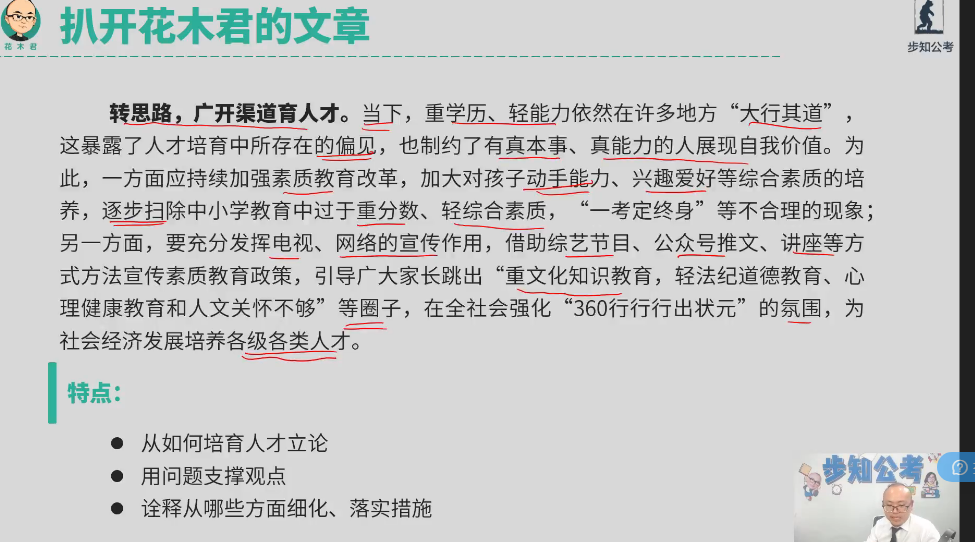 花木君
扒开花木君的文章
步知公考
转思路，广开渠道育人才。当下，重学历、轻能力依然在许多地方“大行其道”，
这暴露了人才培育中所存在的偏见，也制约了有真本事、真能力的人展现自我价值。为
此，一方面应持续加强素质教育改革，加大对孩子动手能力、兴趣爱好等综合素质的培
养，逐步扫除中小学教育中过于重分数、轻综合素质，“一考定终身”等不合理的现象；
另一方面，要充分发挥电视、网络的宣传作用，借助综艺节目、公众号推文、讲座等方
式方法宣传素质教育政策，引导广大家长跳出“重文化知识教育，轻法纪道德教育、心
理健康教育和人文关怀不够”等圈子，在全社会强化“360行行行出状元”的氛围，为
社会经济发展培养各级各类人才。
特点：
从如何培育人才立论
用问题支撑观点
诠释从哪些方面细化、落实措施
步知公考